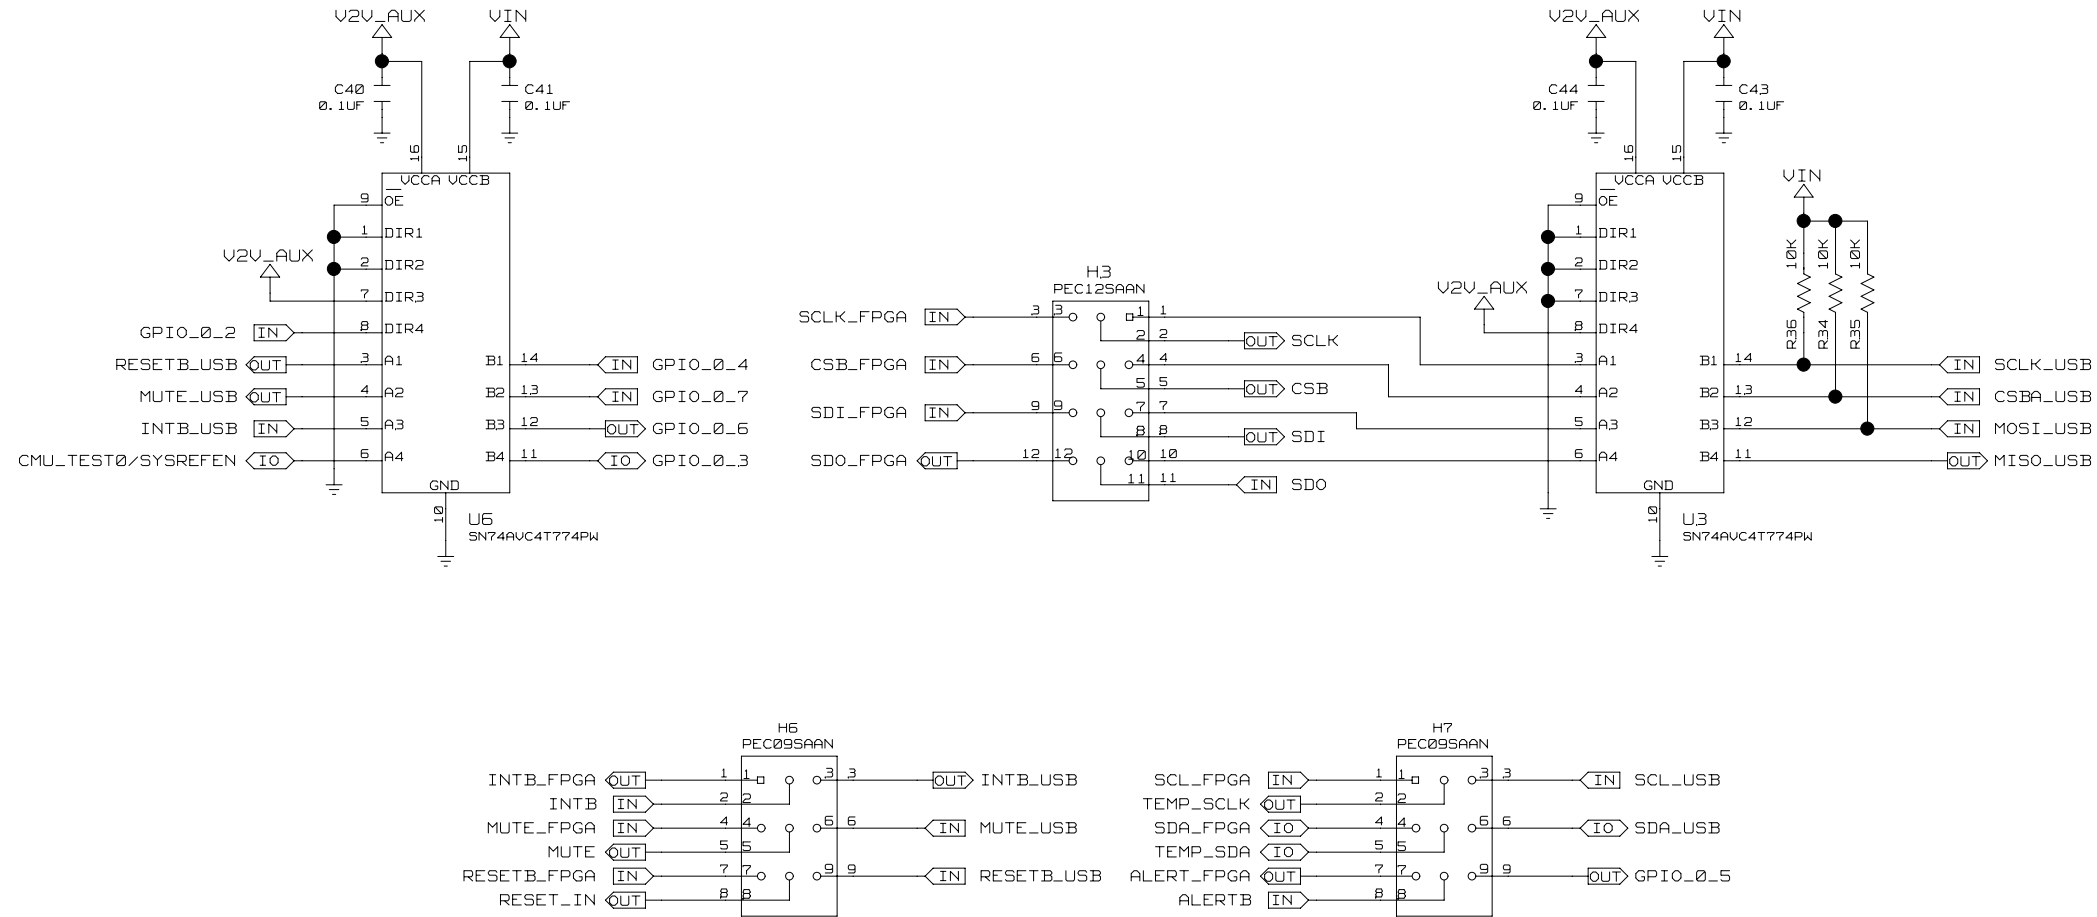 V2V_AUX VIN
C40 0.1UF
C41 0.1UF
16 15
VCCA VCCB
9 OE
1 DIR1
2 DIR2
V2V_AUX
7 DIR3
GPIO_0_2 IN 8 DIR4
RESETB_USB OUT 3 A1 B1 14 IN GPIO_0_4
MUTE_USB OUT 4 A2 B2 13 IN GPIO_0_7
INTB_USB IN 5 A3 B3 12 OUT GPIO_0_6
CMU_TEST0/SYSREFEN IO 6 A4 B4 11 IO GPIO_0_3
GND
10
U6
SN74AVC4T774PW
H3
PEC12SAAN
SCLK_FPGA IN 3 3 1 1
2 2 OUT SCLK
CSB_FPGA IN 6 6 4 4
5 5 OUT CSB
SDI_FPGA IN 9 9 7 7
8 8 OUT SDI
SDO_FPGA OUT 12 12 10 10
11 11 IN SDO
V2V_AUX VIN
C44 0.1UF
C43 0.1UF
16 15
VCCA VCCB
VIN
9 OE
1 DIR1
2 DIR2
7 DIR3
V2V_AUX
8 DIR4
10K 10K 10K
R36 R34 R35
3 A1 B1 14 IN SCLK_USB
4 A2 B2 13 IN CSBA_USB
5 A3 B3 12 IN MOSI_USB
6 A4 B4 11 OUT MISO_USB
GND
10
U3
SN74AVC4T774PW
H6
PEC09SAAN
INTB_FPGA OUT 1 1 3 3 OUT INTB_USB
INTB IN 2 2
MUTE_FPGA IN 4 4 6 6 IN MUTE_USB
MUTE OUT 5 5
RESETB_FPGA IN 7 7 9 9 IN RESETB_USB
RESET_IN OUT 8 8
H7
PEC09SAAN
SCL_FPGA IN 1 1 3 3 IN SCL_USB
TEMP_SCLK OUT 2 2
SDA_FPGA IO 4 4 6 6 IO SDA_USB
TEMP_SDA IO 5 5
ALERT_FPGA OUT 7 7 9 9 OUT GPIO_0_5
ALERTB IN 8 8